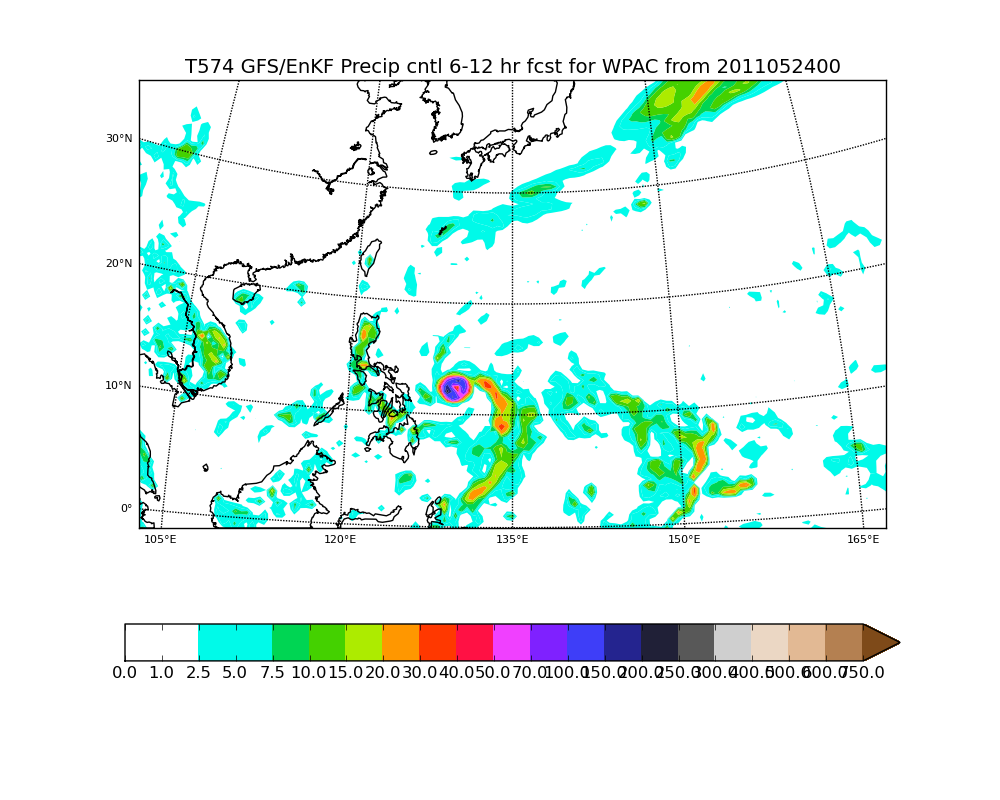 T574 GFS/EnKF Precip cntl 6-12 hr fcst for WPAC from 2011052400
30°N
20°N
10°N
0°
105°E 120°E 135°E 150°E 165°E
0.0 1.0 2.5 5.0 7.5 10.0 15.0 20.0 30.0 40.0 50.0 70.0 100.0 150.0 200.0 250.0 300.0 400.0 500.0 600.0 750.0